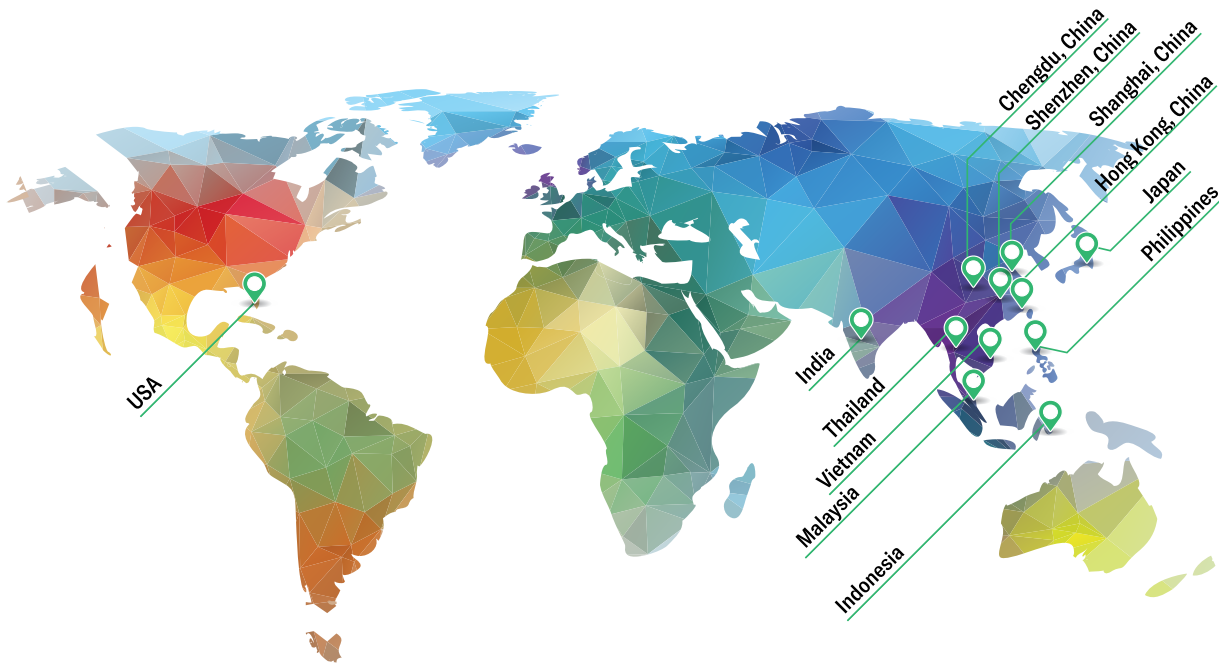 Chengdu, China
Shenzhen, China
Shanghai, China
Hong Kong, China
Japan
Philippines
USA
India
Thailand
Vietnam
Malaysia
Indonesia